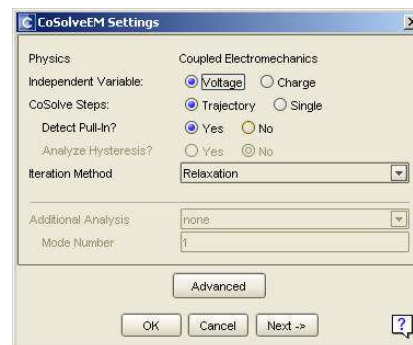 CoSolveEM Settings
Physics Coupled Electromechanics
Independent Variable: Voltage Charge
CoSolve Steps: Trajectory Single
Detect Pull-In? Yes No
Analyze Hysteresis? Yes No
Iteration Method Relaxation
Additional Analysis none
Mode Number 1
Advanced
OK Cancel Next ->
?